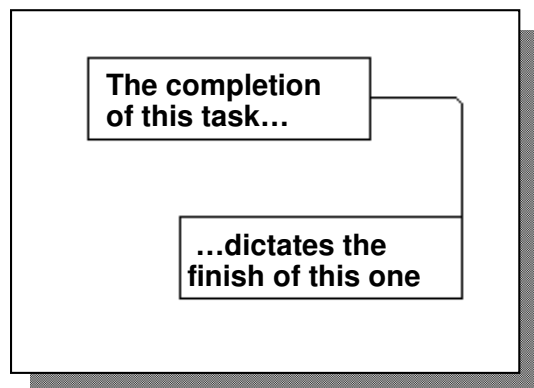 The completion
of this task…
…dictates the
finish of this one